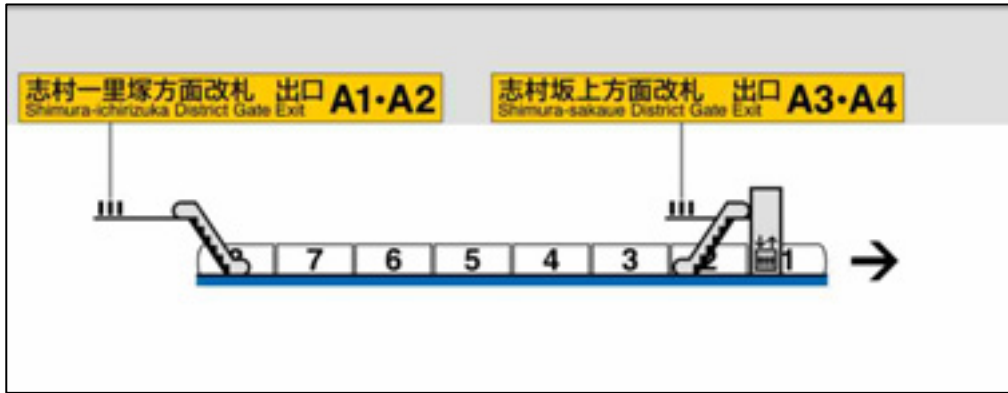 志村一里塚方面改札 出口 A1・A2
Shimura-ichirizuka District Gate Exit
志村坂上方面改札 出口 A3・A4
Shimura-sakaue District Gate Exit
7 6 5 4 3 2 1